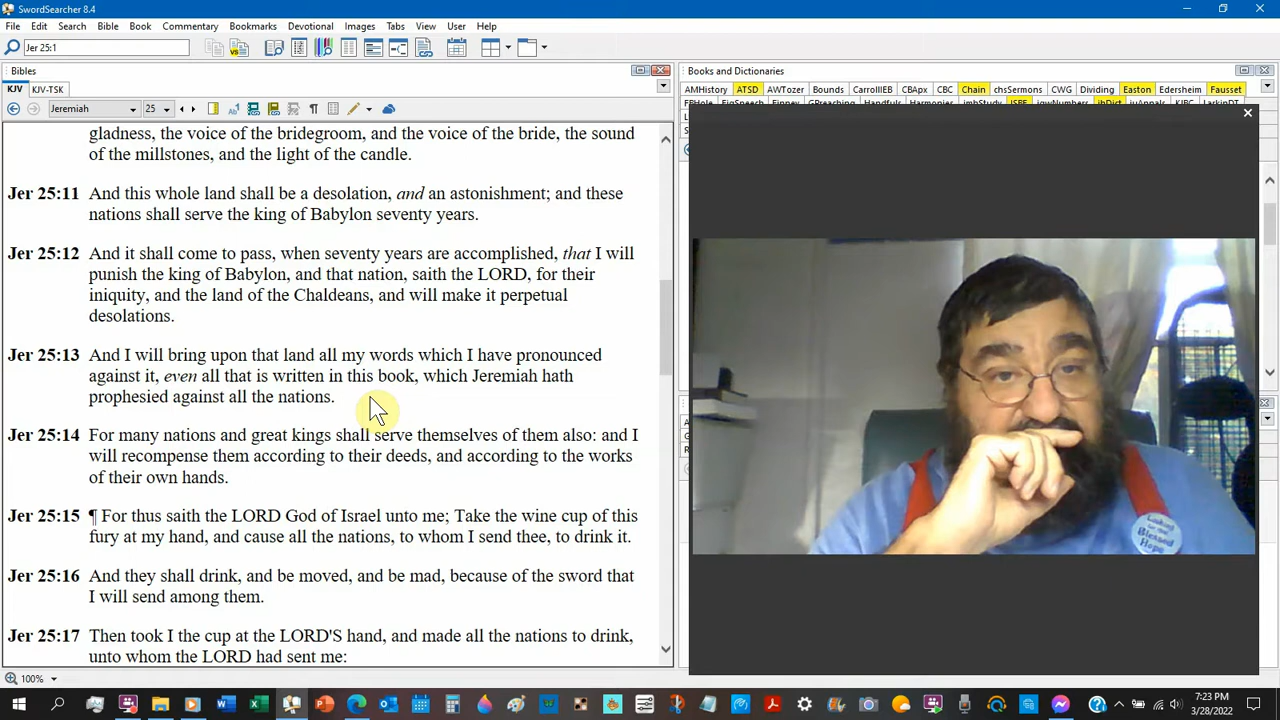 SwordSearcher 8.4
File Edit Search Bible Book Commentary Bookmarks Devotional Images Tabs View User Help
Jer 25:1
Bibles
KJV KJV-TSK
Jeremiah 25
gladness, the voice of the bridegroom, and the voice of the bride, the sound
of the millstones, and the light of the candle.
Jer 25:11 And this whole land shall be a desolation, and an astonishment; and these
nations shall serve the king of Babylon seventy years.
Jer 25:12 And it shall come to pass, when seventy years are accomplished, that I will
punish the king of Babylon, and that nation, saith the LORD, for their
iniquity, and the land of the Chaldeans, and will make it perpetual
desolations.
Jer 25:13 And I will bring upon that land all my words which I have pronounced
against it, even all that is written in this book, which Jeremiah hath
prophesied against all the nations.
Jer 25:14 For many nations and great kings shall serve themselves of them also: and I
will recompense them according to their deeds, and according to the works
of their own hands.
Jer 25:15 ¶ For thus saith the LORD God of Israel unto me; Take the wine cup of this
fury at my hand, and cause all the nations, to whom I send thee, to drink it.
Jer 25:16 And they shall drink, and be moved, and be mad, because of the sword that
I will send among them.
Jer 25:17 Then took I the cup at the LORD'S hand, and made all the nations to drink,
unto whom the LORD had sent me:
100%
Books and Dictionaries
AMHistory ATSD AWTozer Bounds CarrollEB CBApx CBC Chain chsSermons CWG Dividing Easton Edersheim Fausset
Blessed
Hope
7:23 PM
3/28/2022